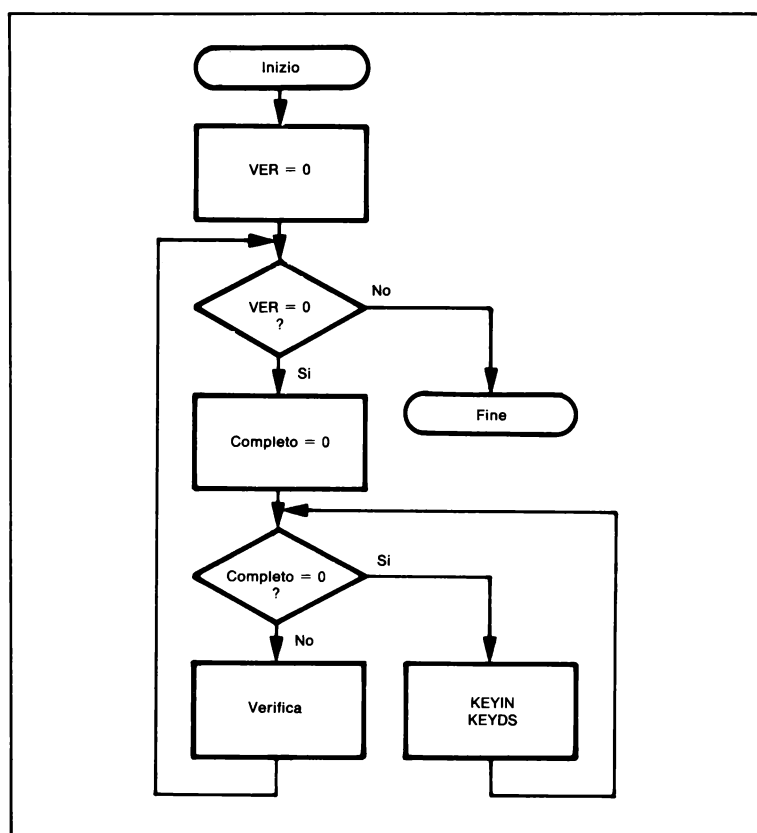 Inizio
VER = 0
VER = 0
?
No
Si
Fine
Completo = 0
Completo = 0
?
Si
No
Verifica
KEYIN
KEYDS